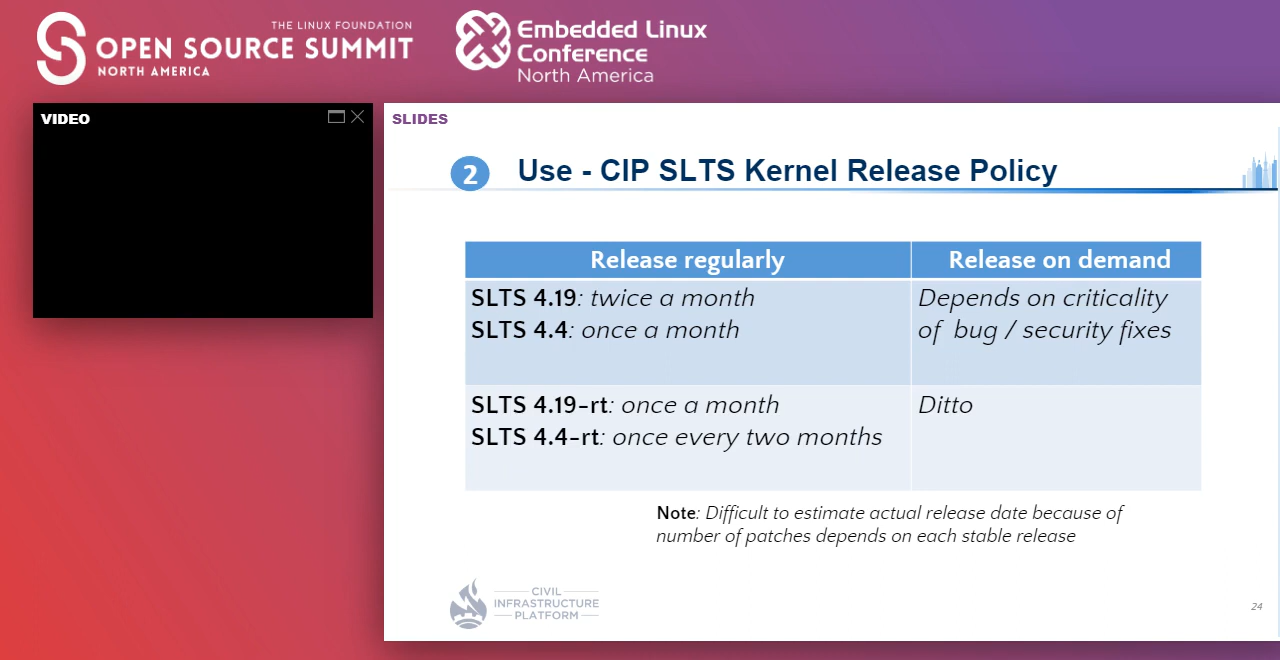 THE LINUX FOUNDATION
OPEN SOURCE SUMMIT
NORTH AMERICA
Embedded Linux
Conference
North America
VIDEO
SLIDES
2 Use - CIP SLTS Kernel Release Policy
Release regularly Release on demand
SLTS 4.19: twice a month Depends on criticality
SLTS 4.4: once a month of bug / security fixes
SLTS 4.19-rt: once a month Ditto
SLTS 4.4-rt: once every two months
Note: Difficult to estimate actual release date because of
number of patches depends on each stable release
CIVIL
INFRASTRUCTURE
PLATFORM
24